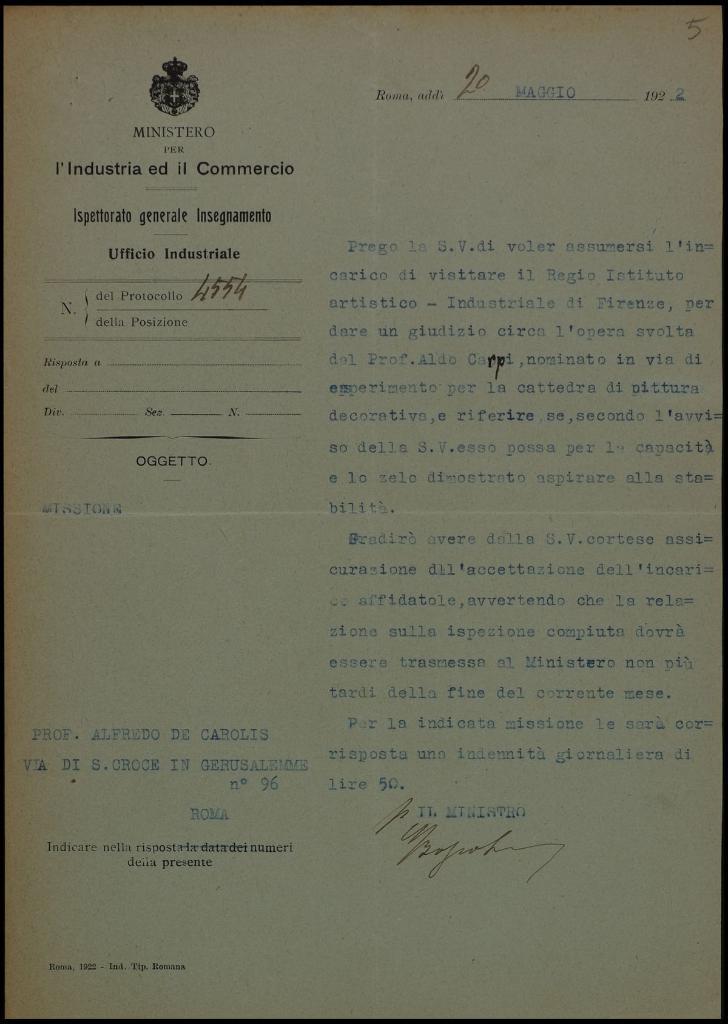 5
Roma, addì 20 MAGGIO 1922
MINISTERO
PER
l'Industria ed il Commercio
Ispettorato generale Insegnamento
Ufficio Industriale
N. del Protocollo 4554
della Posizione
Risposta a
del
Div. Sez. N.
OGGETTO
MISSIONE
PROF. ALFREDO DE CAROLIS
VIA DI S.CROCE IN GERUSALEMME
n° 96
ROMA
Indicare nella risposta la data dei numeri
della presente
Roma, 1922 - Ind. Tip. Romana
Prego la S.V.di voler assumersi l'in=
carico di visitare il Regio Istituto
artistico - Industriale di Firenze, per
dare un giudizio circa l'opera svolta
dal Prof.Aldo Carpi,nominato in via di
esperimento per la cattedra di pittura
decorativa,e riferire se,secondo l'avvi=
so della S.V.esso possa per la capacità
e lo zelo dimostrato aspirare alla sta=
bilità.
Gradirò avere dalla S.V.cortese assi=
curazione dll'accettazione dell'incari=
co affidatole,avvertendo che la rela=
zione sulla ispezione compiuta dovrà
essere trasmessa al Ministero non più
tardi della fine del corrente mese.
Per la indicata missione le sarà cor=
risposta una indennità giornaliera di
lire 50.
p IL MINISTRO